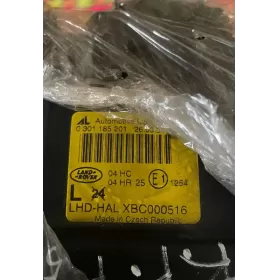 AL Automotive
0 301 185 201
LAND ROVER
04 HC
04 HR 25 E1 1264
L 24
LHD-HAL XBC000516
Made in Czech Republic